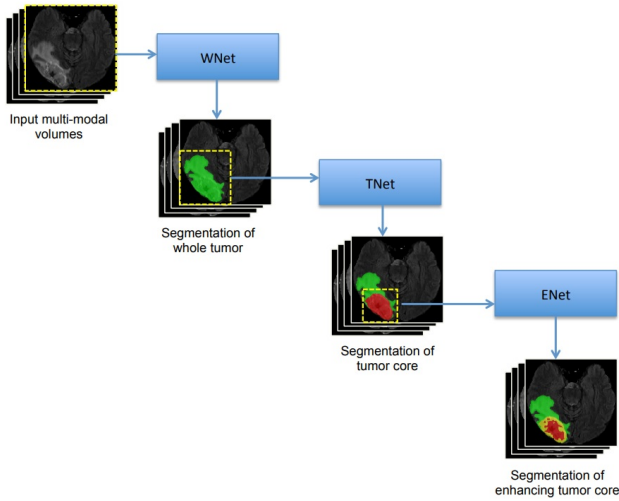 WNet
Input multi-modal
volumes
TNet
Segmentation of
whole tumor
ENet
Segmentation of
tumor core
Segmentation of
enhancing tumor core